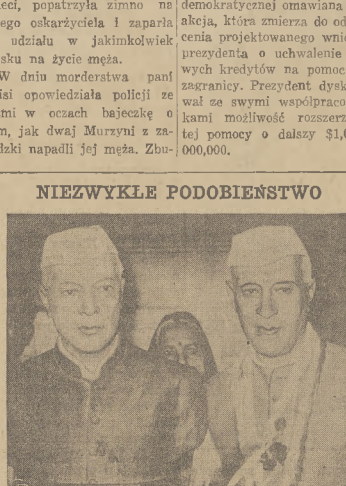 eci, popatrzyła zimno na
ego oskarżyciela i zaparła
udziału w jakimkolwiek
sku na życie męża.
W dniu morderstwa pani
isi opowiedziała policji ze
mi w oczach bajeczkę o
m, jak dwaj Murzyni z za-
dzki napadli jej męża. Zbu-
demokratycznej omawiana
akcja, która zmierza do od
cenia projektowanego wnio
prezydenta o uchwalenie
wych kredytów na pomoc
zagranicy. Prezydent dysk
wał ze swymi współpraco
kami możliwość rozszerz
tej pomocy o dalszy $1,0
000,000.
NIEZWYKŁE PODOBIEŃSTWO